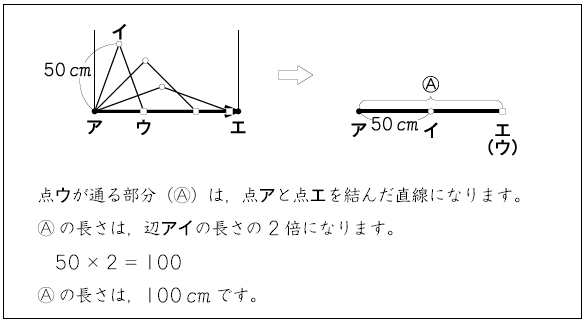 イ
50 cm
ア ウ エ
Ⓐ
ア 50 cm イ エ
(ウ)
点ウが通る部分（Ⓐ）は，点アと点エを結んだ直線になります。
Ⓐの長さは，辺アイの長さの2倍になります。
50 × 2 = 100
Ⓐの長さは，100 cm です。